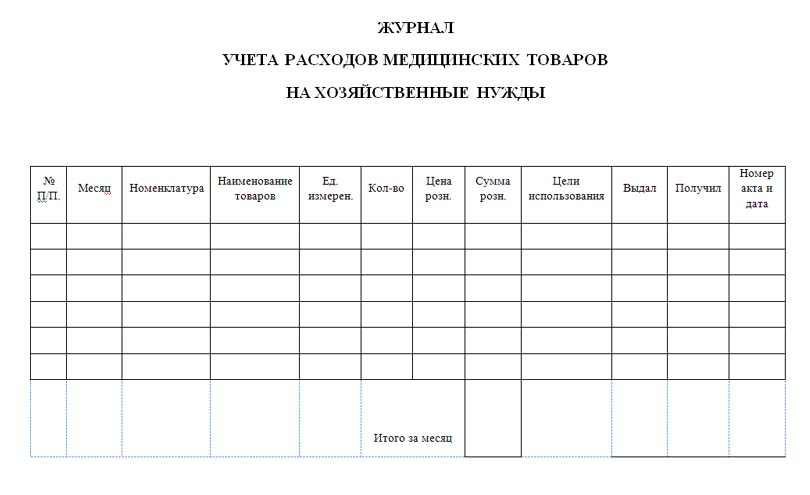 ЖУРНАЛ
УЧЕТА РАСХОДОВ МЕДИЦИНСКИХ ТОВАРОВ
НА ХОЗЯЙСТВЕННЫЕ НУЖДЫ
№ П/П.
Месяц
Номенклатура
Наименование товаров
Ед. измерен.
Кол-во
Цена розн.
Сумма розн.
Цели использования
Выдал
Получил
Номер акта и дата
Итого за месяц